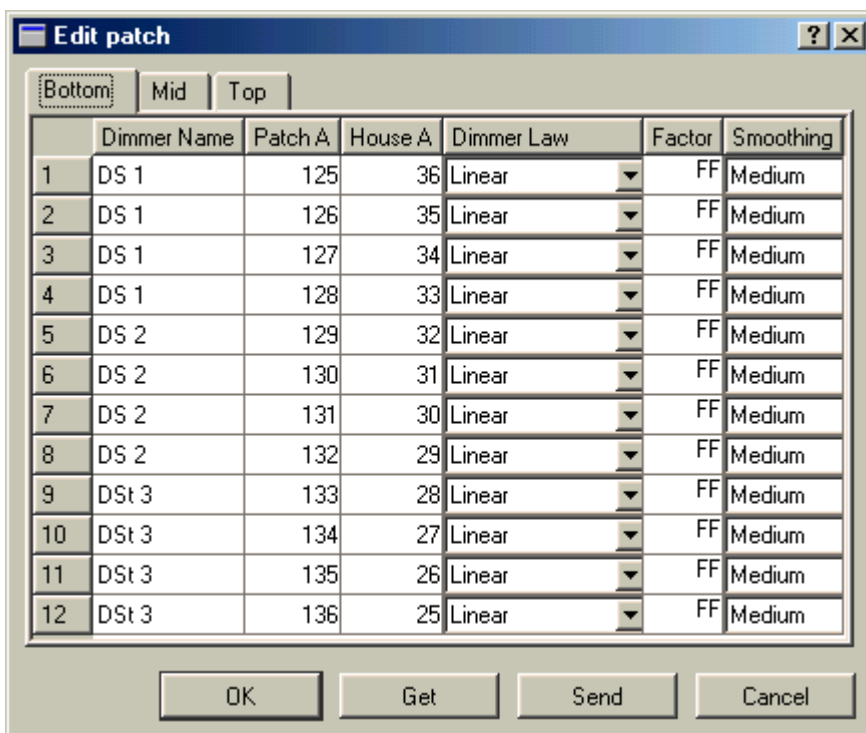 Edit patch
Bottom Mid Top
Dimmer Name Patch A House A Dimmer Law Factor Smoothing
1 DS 1 125 36 Linear FF Medium
2 DS 1 126 35 Linear FF Medium
3 DS 1 127 34 Linear FF Medium
4 DS 1 128 33 Linear FF Medium
5 DS 2 129 32 Linear FF Medium
6 DS 2 130 31 Linear FF Medium
7 DS 2 131 30 Linear FF Medium
8 DS 2 132 29 Linear FF Medium
9 DSt 3 133 28 Linear FF Medium
10 DSt 3 134 27 Linear FF Medium
11 DSt 3 135 26 Linear FF Medium
12 DSt 3 136 25 Linear FF Medium
OK Get Send Cancel